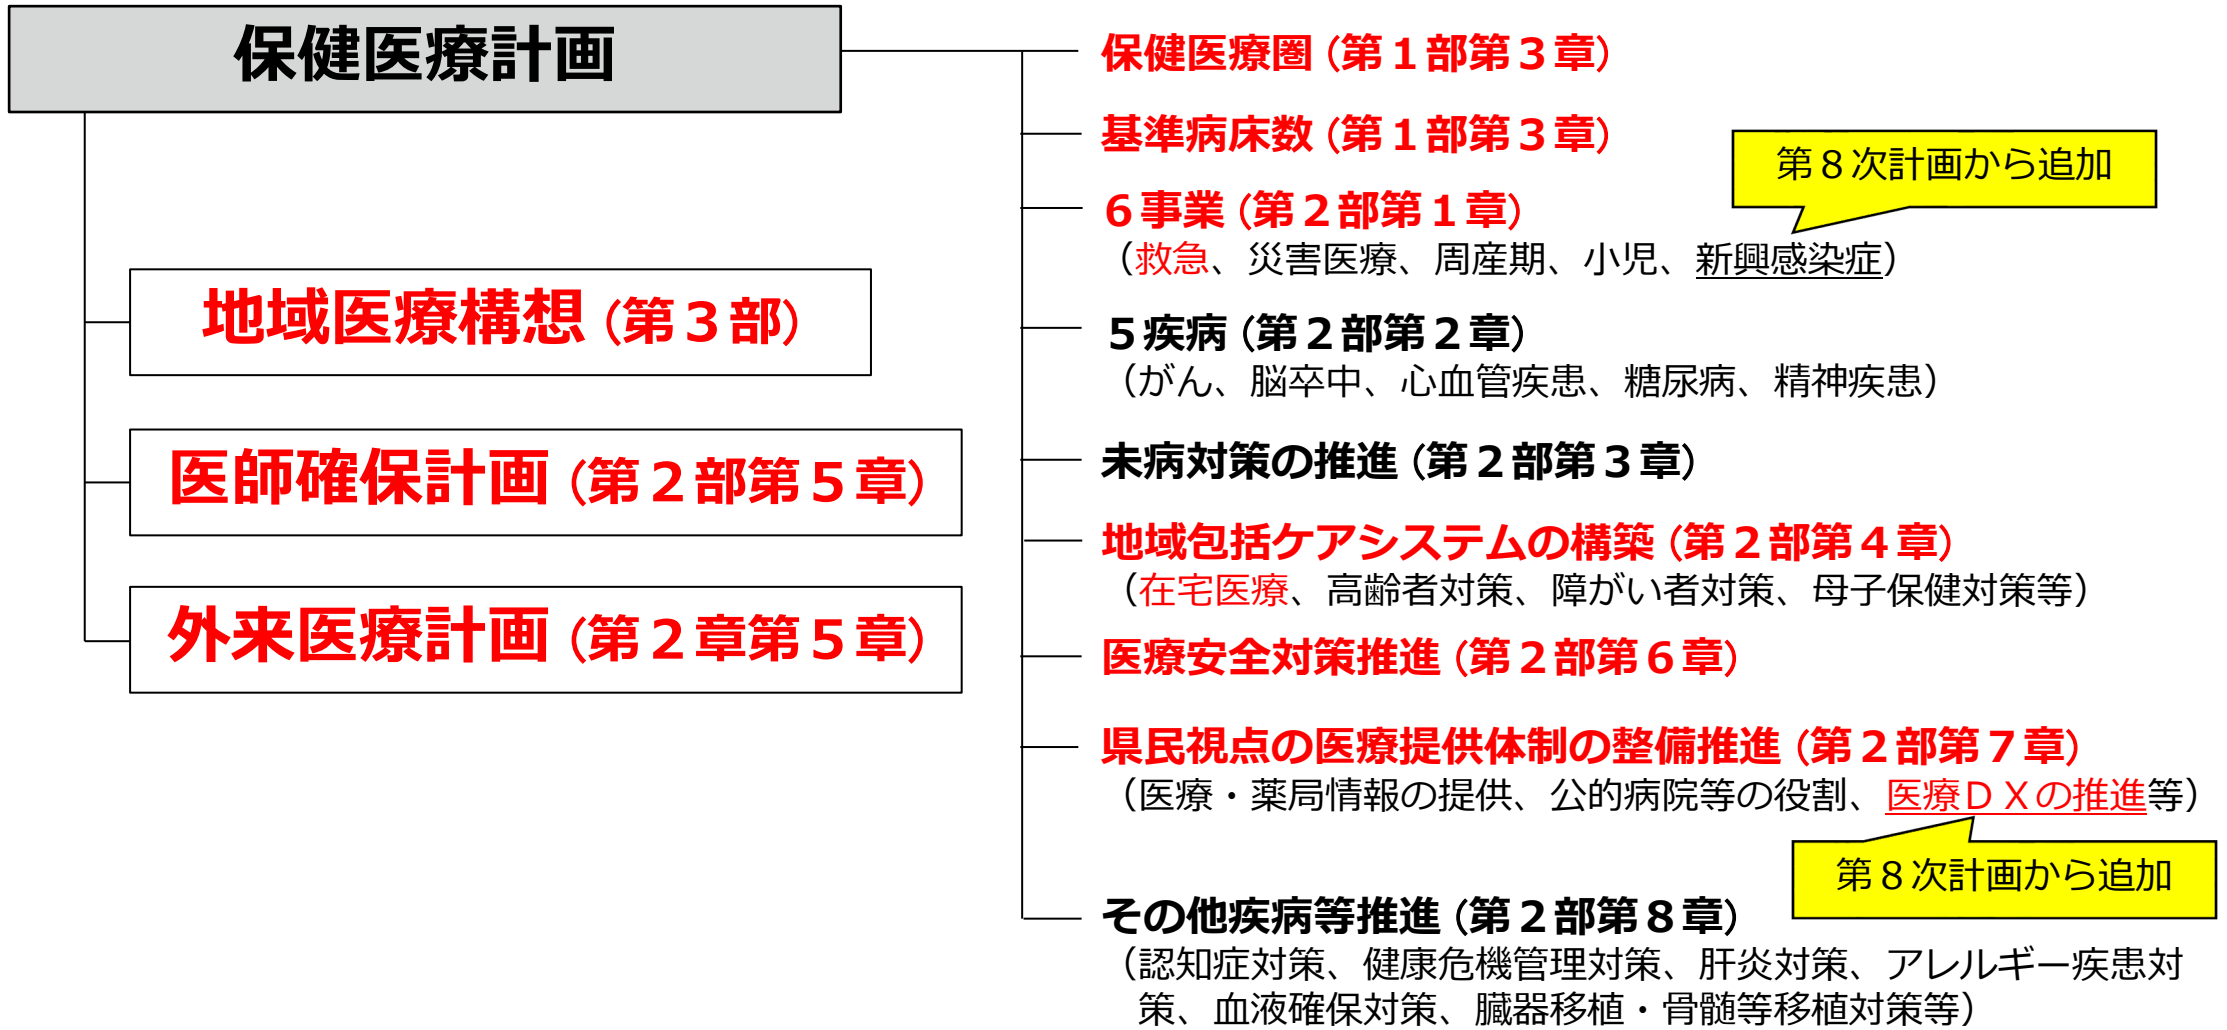 保健医療計画
地域医療構想（第３部）
医師確保計画（第２部第５章）
外来医療計画（第２章第５章）
保健医療圏（第１部第３章）
基準病床数（第１部第３章）
第８次計画から追加
６事業（第２部第１章）
（救急、災害医療、周産期、小児、新興感染症）
５疾病（第２部第２章）
（がん、脳卒中、心血管疾患、糖尿病、精神疾患）
未病対策の推進（第２部第３章）
地域包括ケアシステムの構築（第２部第４章）
（在宅医療、高齢者対策、障がい者対策、母子保健対策等）
医療安全対策推進（第２部第６章）
県民視点の医療提供体制の整備推進（第２部第７章）
（医療・薬局情報の提供、公的病院等の役割、医療ＤＸの推進等）
第８次計画から追加
その他疾病等推進（第２部第８章）
（認知症対策、健康危機管理対策、肝炎対策、アレルギー疾患対
策、血液確保対策、臓器移植・骨髄等移植対策等）